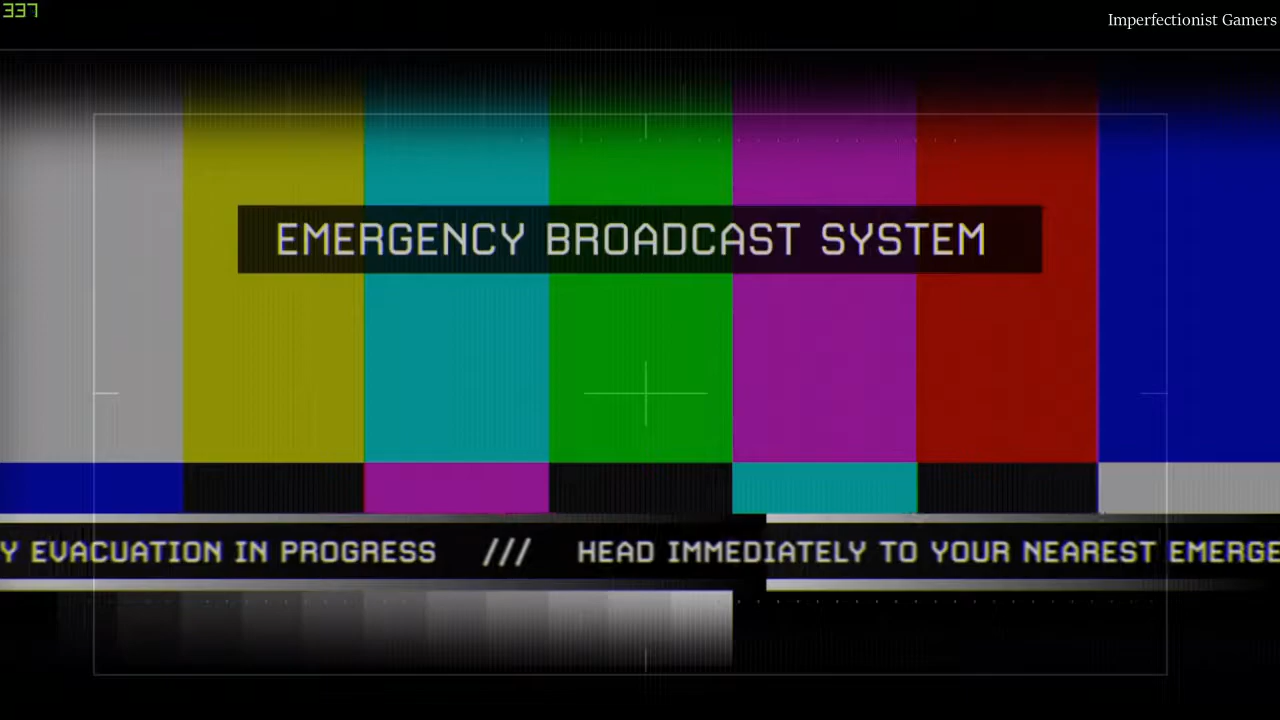 337
Imperfectionist Gamers
EMERGENCY BROADCAST SYSTEM
Y EVACUATION IN PROGRESS /// HEAD IMMEDIATELY TO YOUR NEAREST EMERGE